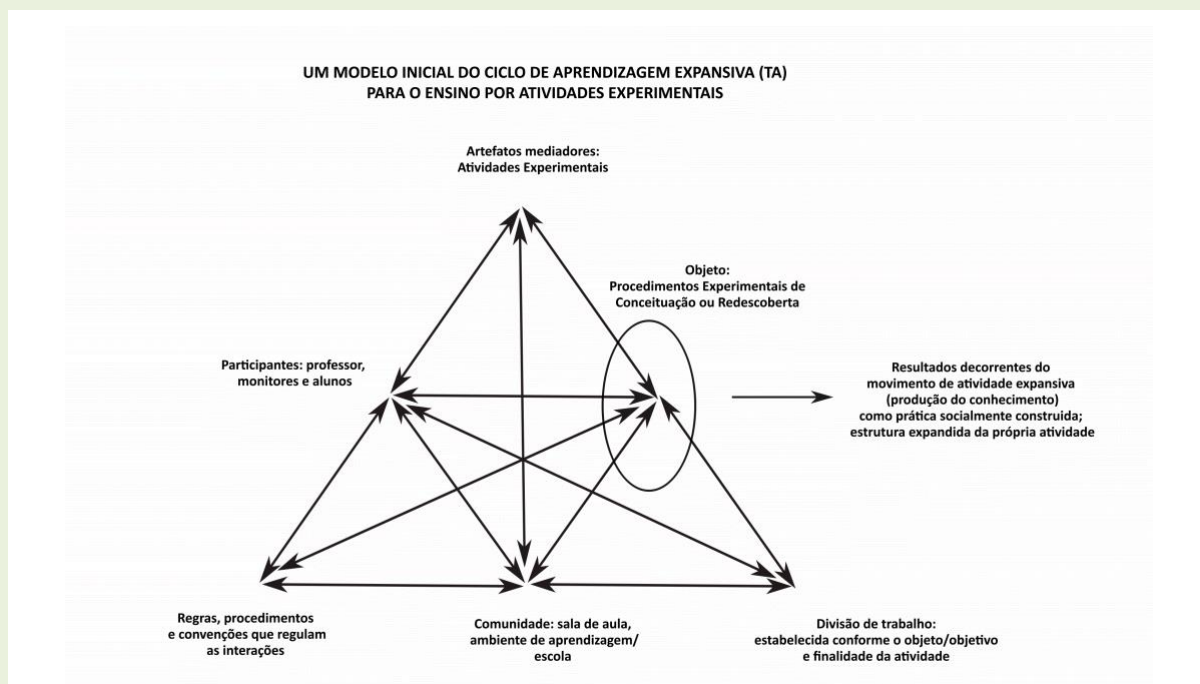 UM MODELO INICIAL DO CICLO DE APRENDIZAGEM EXPANSIVA (TA)
PARA O ENSINO POR ATIVIDADES EXPERIMENTAIS
Artefatos mediadores:
Atividades Experimentais
Objeto:
Procedimentos Experimentais de
Conceituação ou Redescoberta
Participantes: professor,
monitores e alunos
Resultados decorrentes do
movimento de atividade expansiva
(produção do conhecimento)
como prática socialmente construida;
estrutura expandida da própria atividade
Regras, procedimentos
e convenções que regulam
as interações
Comunidade: sala de aula,
ambiente de aprendizagem/
escola
Divisão de trabalho:
estabelecida conforme o objeto/objetivo
e finalidade da atividade